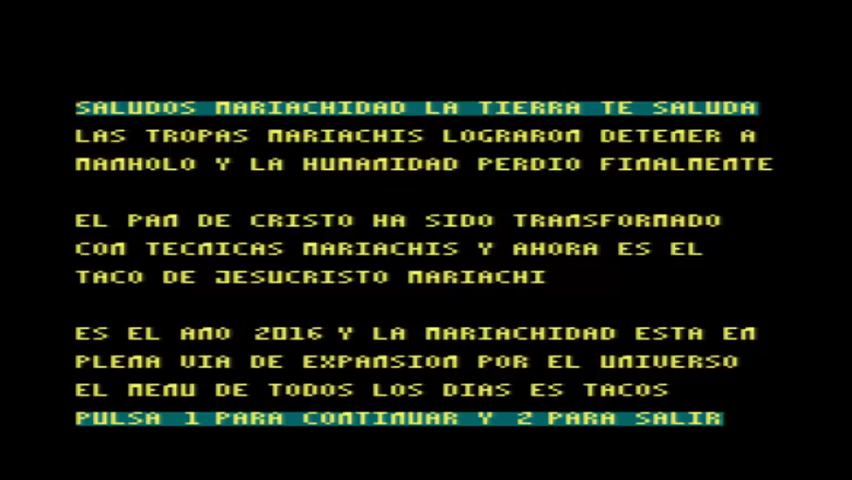 SALUDOS MARIACHIDAD LA TIERRA TE SALUDA
LAS TROPAS MARIACHIS LOGRARON DETENER A
MANHOLO Y LA HUMANIDAD PERDIO FINALMENTE
EL PAN DE CRISTO HA SIDO TRANSFORMADO
CON TECNICAS MARIACHIS Y AHORA ES EL
TACO DE JESUCRISTO MARIACHI
ES EL ANO 2016 Y LA MARIACHIDAD ESTA EN
PLENA VIA DE EXPANSION POR EL UNIVERSO
EL MENU DE TODOS LOS DIAS ES TACOS
PULSA 1 PARA CONTINUAR Y 2 PARA SALIR